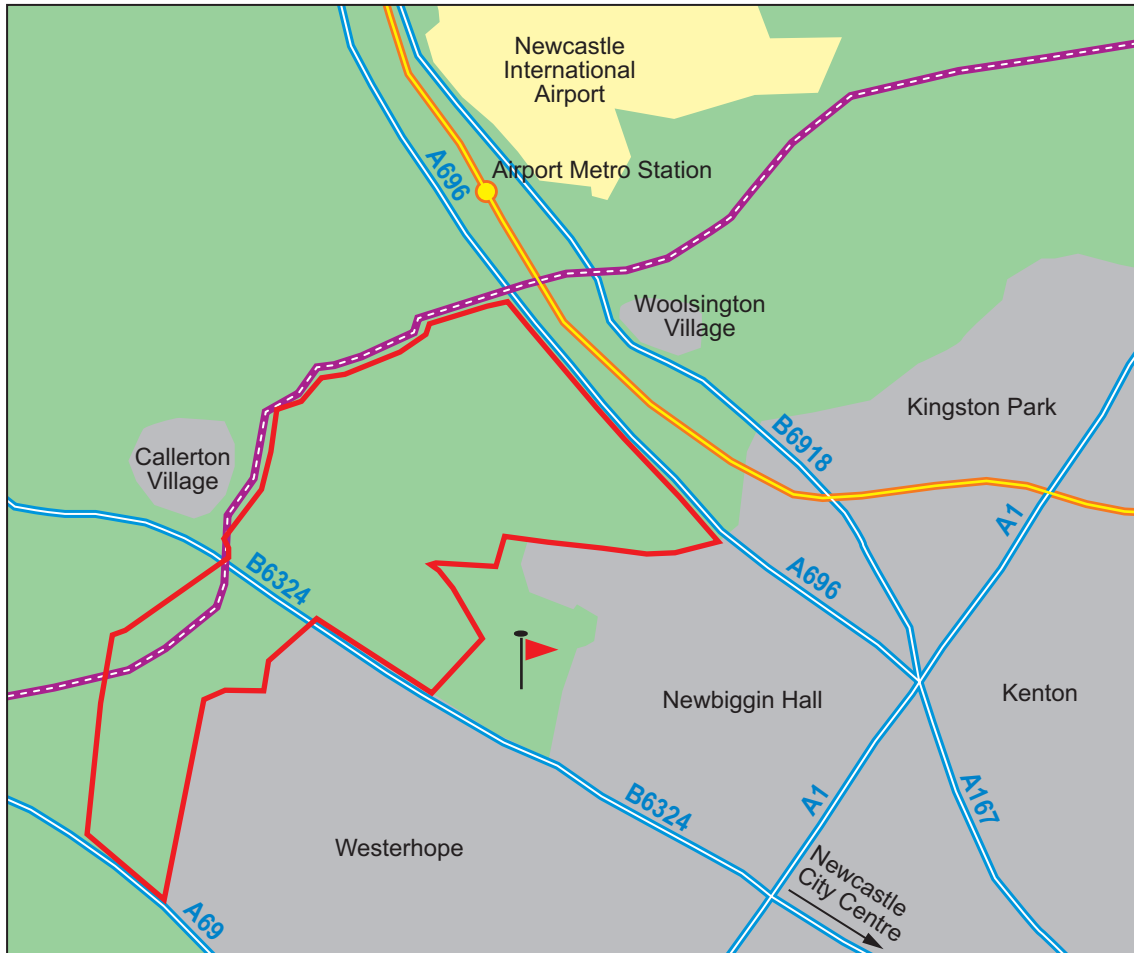 Newcastle
International
Airport
A696
Airport Metro Station
Woolsington
Village
Kingston Park
B6918
Callerton
Village
A1
B6324
A696
Newbiggin Hall
Kenton
A1
A167
B6324
Westerhope
Newcastle
City Centre
A69